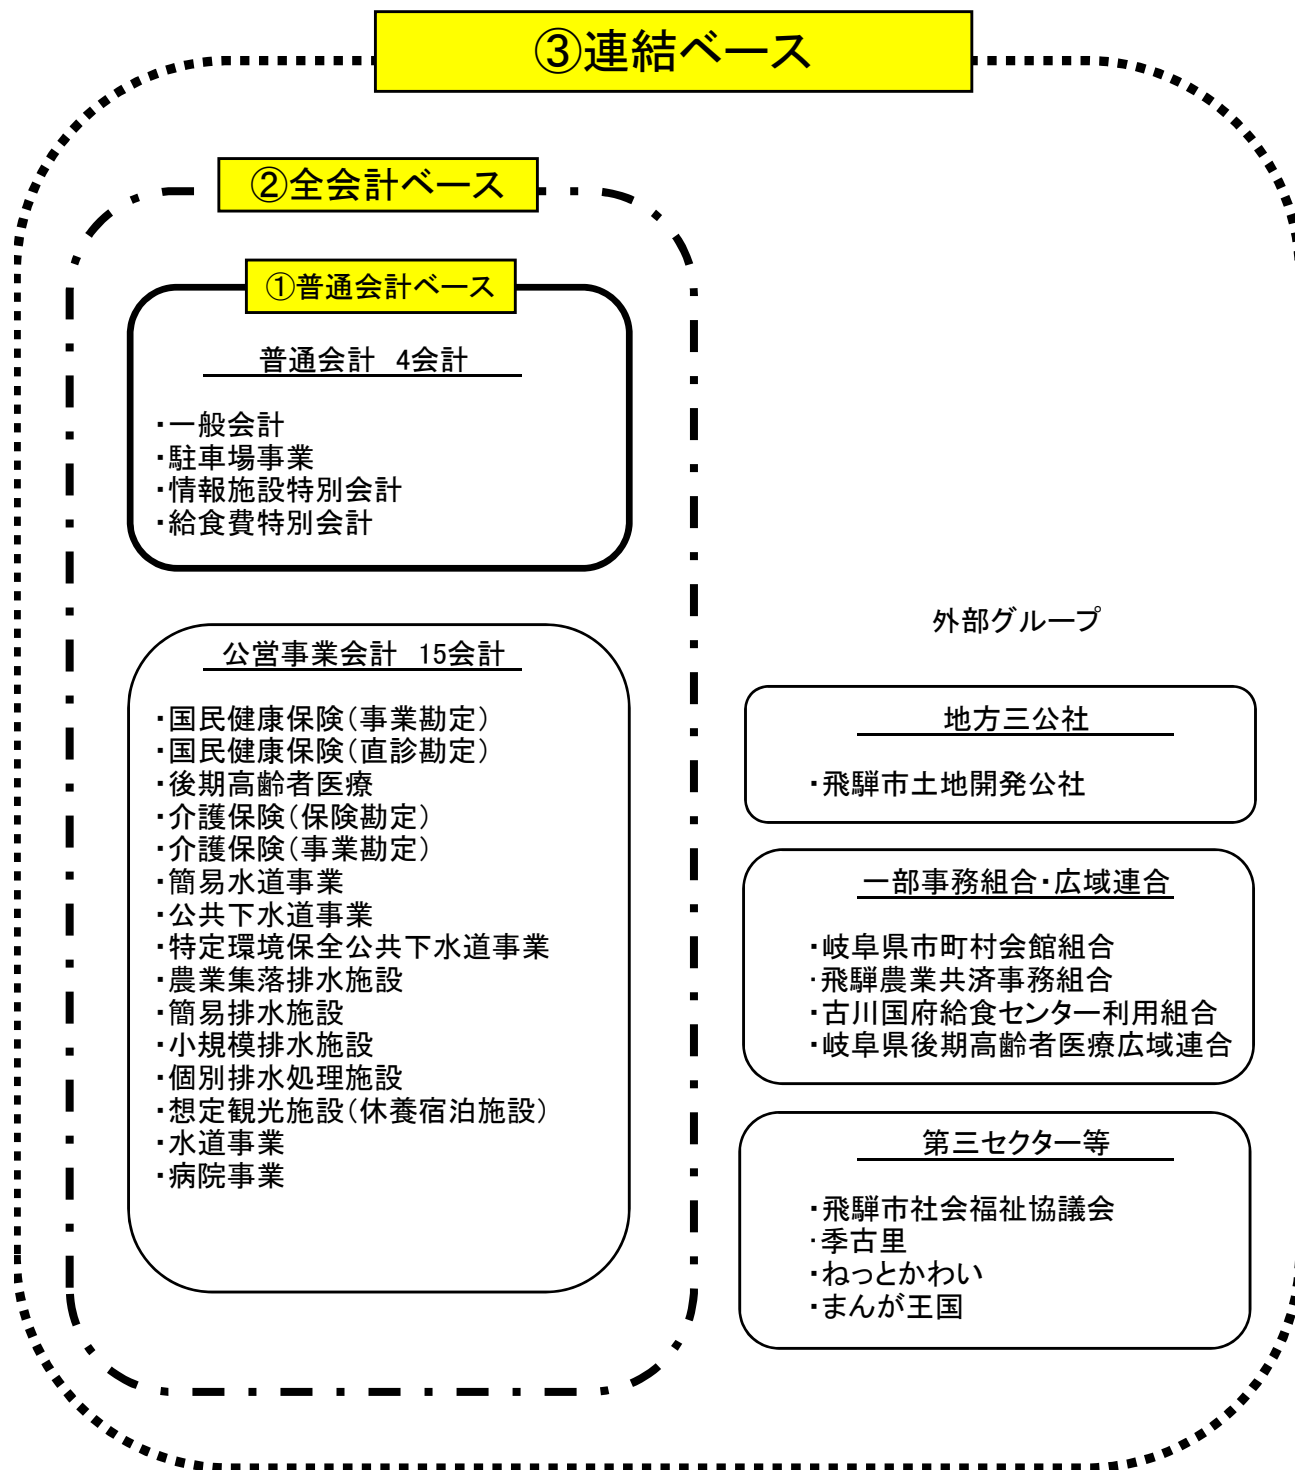 ③連結ベース
②全会計ベース
①普通会計ベース
普通会計　4会計
・一般会計
・駐車場事業
・情報施設特別会計
・給食費特別会計
公営事業会計　15会計
・国民健康保険(事業勘定)
・国民健康保険(直診勘定)
・後期高齢者医療
・介護保険(保険勘定)
・介護保険(事業勘定)
・簡易水道事業
・公共下水道事業
・特定環境保全公共下水道事業
・農業集落排水施設
・簡易排水施設
・小規模排水施設
・個別排水処理施設
・想定観光施設(休養宿泊施設)
・水道事業
・病院事業
外部グループ
地方三公社
・飛騨市土地開発公社
一部事務組合・広域連合
・岐阜県市町村会館組合
・飛騨農業共済事務組合
・古川国府給食センター利用組合
・岐阜県後期高齢者医療広域連合
第三セクター等
・飛騨市社会福祉協議会
・季古里
・ねっとかわい
・まんが王国